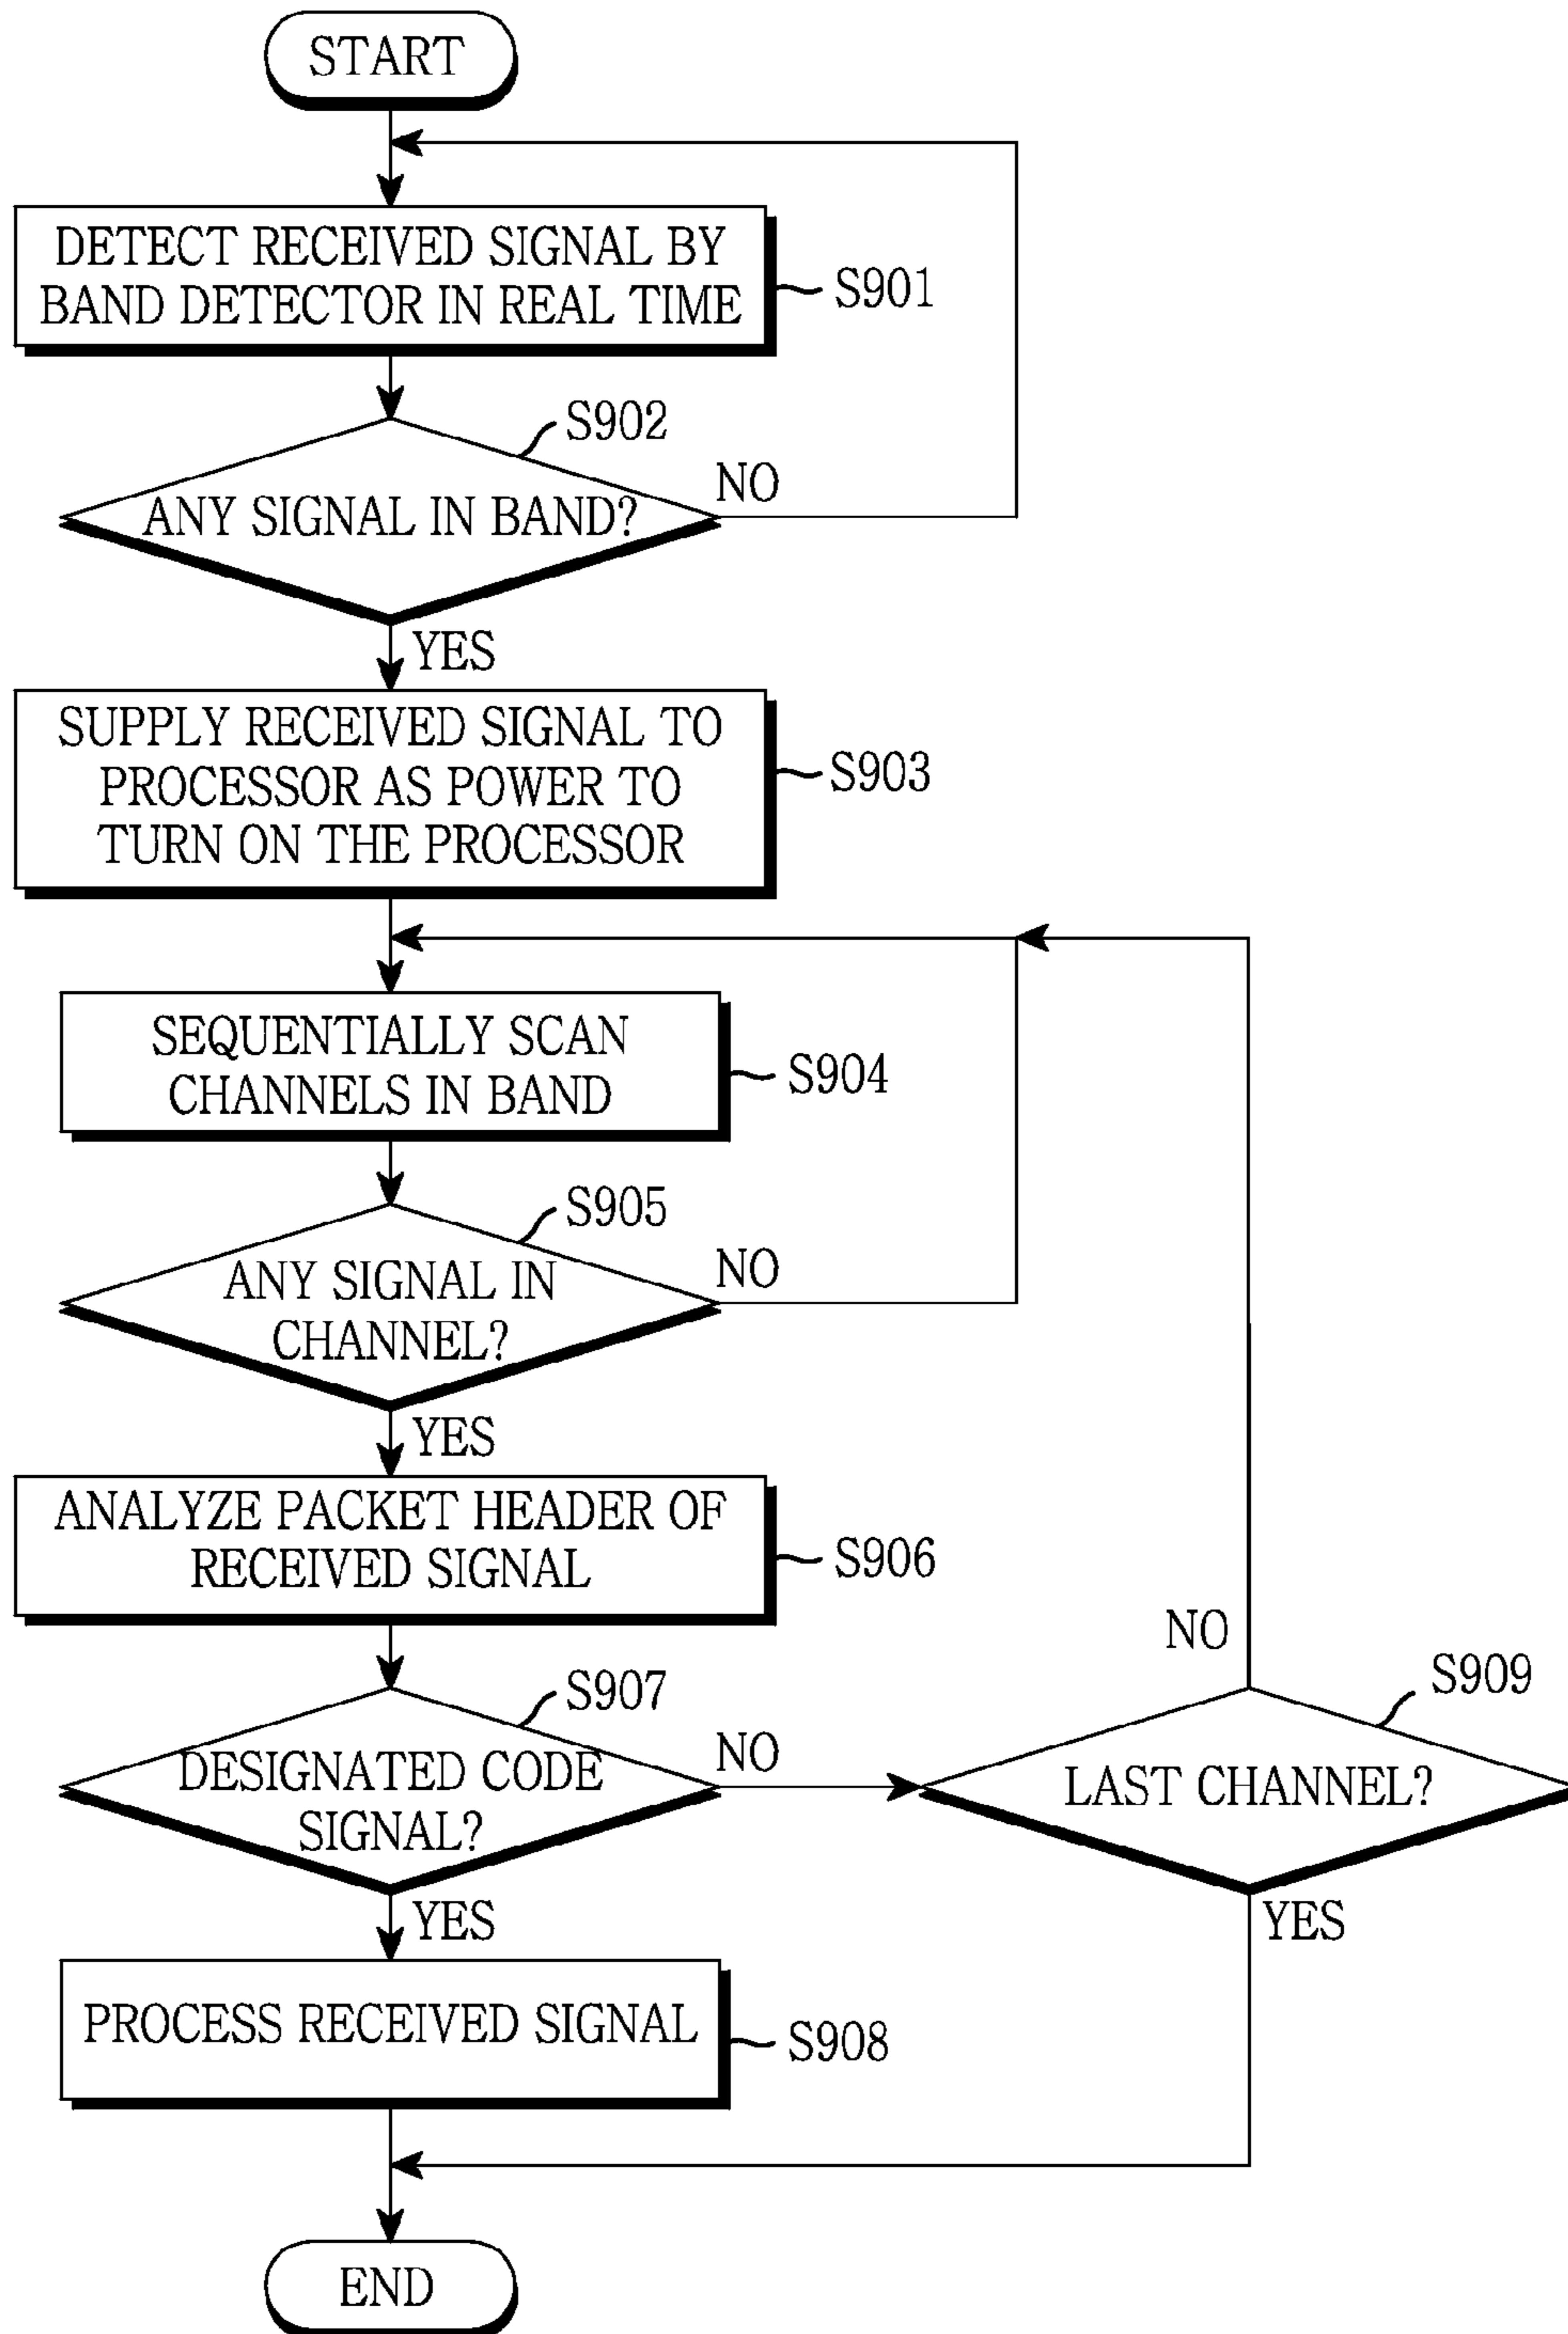 START
DETECT RECEIVED SIGNAL BY
BAND DETECTOR IN REAL TIME
S901
S902
ANY SIGNAL IN BAND?
NO
YES
SUPPLY RECEIVED SIGNAL TO
PROCESSOR AS POWER TO
TURN ON THE PROCESSOR
S903
SEQUENTIALLY SCAN
CHANNELS IN BAND
S904
S905
ANY SIGNAL IN
CHANNEL?
NO
YES
ANALYZE PACKET HEADER OF
RECEIVED SIGNAL
S906
S907
DESIGNATED CODE
SIGNAL?
NO
YES
NO
S909
LAST CHANNEL?
YES
PROCESS RECEIVED SIGNAL
S908
END